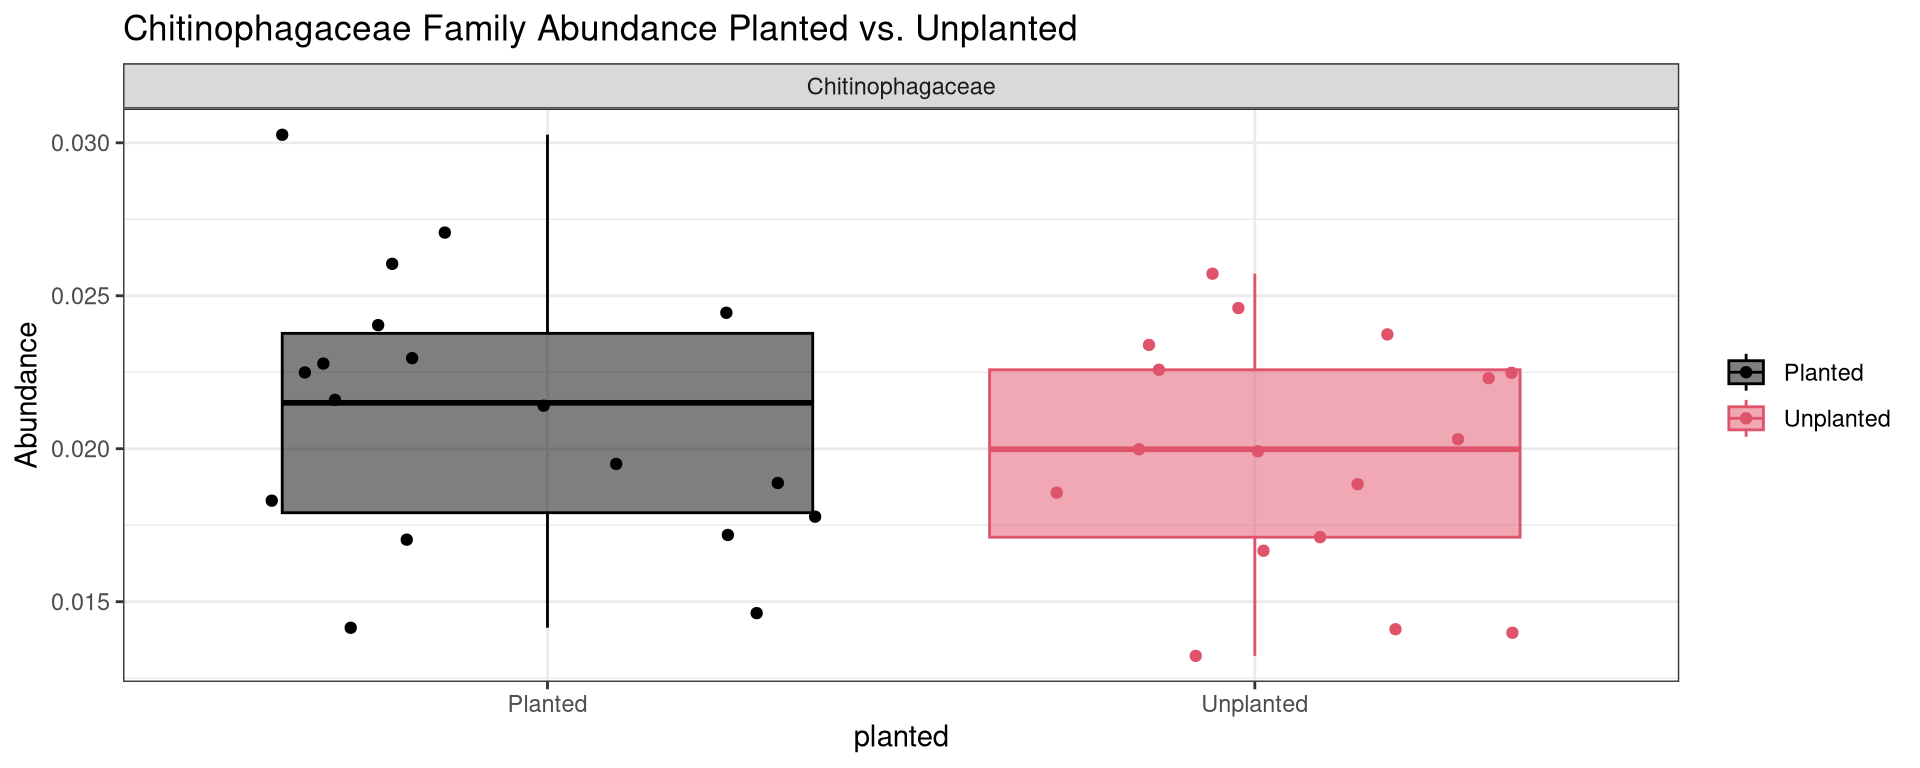 Chitinophagaceae Family Abundance Planted vs. Unplanted
Chitinophagaceae
0.030
0.025
0.020
0.015
Abundance
Planted
Unplanted
planted
Planted
Unplanted